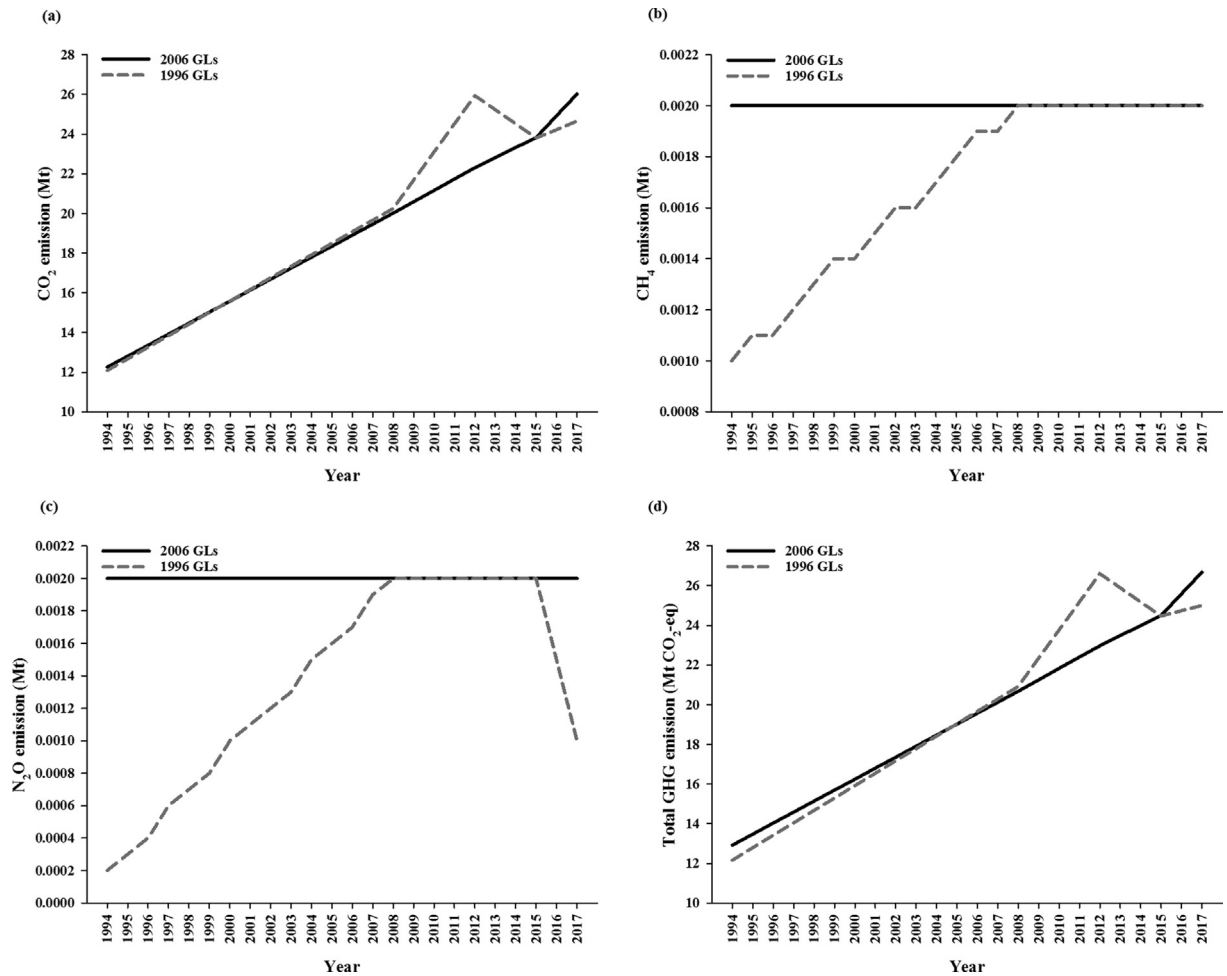 (a)
2006 GLs
1996 GLs
28
26
24
22
20
18
16
14
12
10
CO₂ emission (Mt)
1994 1995 1996 1997 1998 1999 2000 2001 2002 2003 2004 2005 2006 2007 2008 2009 2010 2011 2012 2013 2014 2015 2016 2017
Year
(b)
2006 GLs
1996 GLs
0.0022
0.0020
0.0018
0.0016
0.0014
0.0012
0.0010
0.0008
CH₄ emission (Mt)
1994 1995 1996 1997 1998 1999 2000 2001 2002 2003 2004 2005 2006 2007 2008 2009 2010 2011 2012 2013 2014 2015 2016 2017
Year
(c)
2006 GLs
1996 GLs
0.0022
0.0020
0.0018
0.0016
0.0014
0.0012
0.0010
0.0008
0.0006
0.0004
0.0002
0.0000
N₂O emission (Mt)
1994 1995 1996 1997 1998 1999 2000 2001 2002 2003 2004 2005 2006 2007 2008 2009 2010 2011 2012 2013 2014 2015 2016 2017
Year
(d)
2006 GLs
1996 GLs
28
26
24
22
20
18
16
14
12
10
Total GHG emission (Mt CO₂-eq)
1994 1995 1996 1997 1998 1999 2000 2001 2002 2003 2004 2005 2006 2007 2008 2009 2010 2011 2012 2013 2014 2015 2016 2017
Year